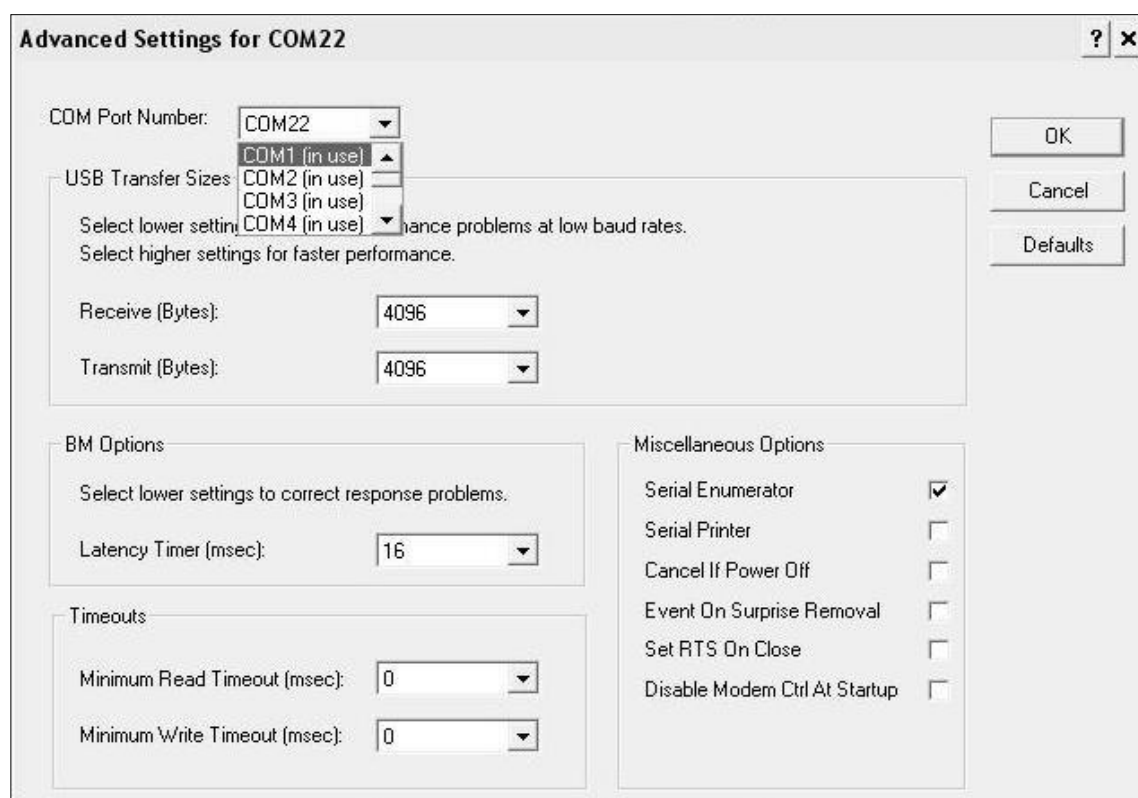 Advanced Settings for COM22
? ×
COM Port Number: COM22
COM1 (in use)
COM2 (in use)
COM3 (in use)
COM4 (in use)
OK
Cancel
Defaults
USB Transfer Sizes
Select lower settin mance problems at low baud rates.
Select higher settings for faster performance.
Receive (Bytes): 4096
Transmit (Bytes): 4096
BM Options
Select lower settings to correct response problems.
Latency Timer (msec): 16
Timeouts
Minimum Read Timeout (msec): 0
Minimum Write Timeout (msec): 0
Miscellaneous Options
Serial Enumerator
Serial Printer
Cancel If Power Off
Event On Surprise Removal
Set RTS On Close
Disable Modem Ctrl At Startup